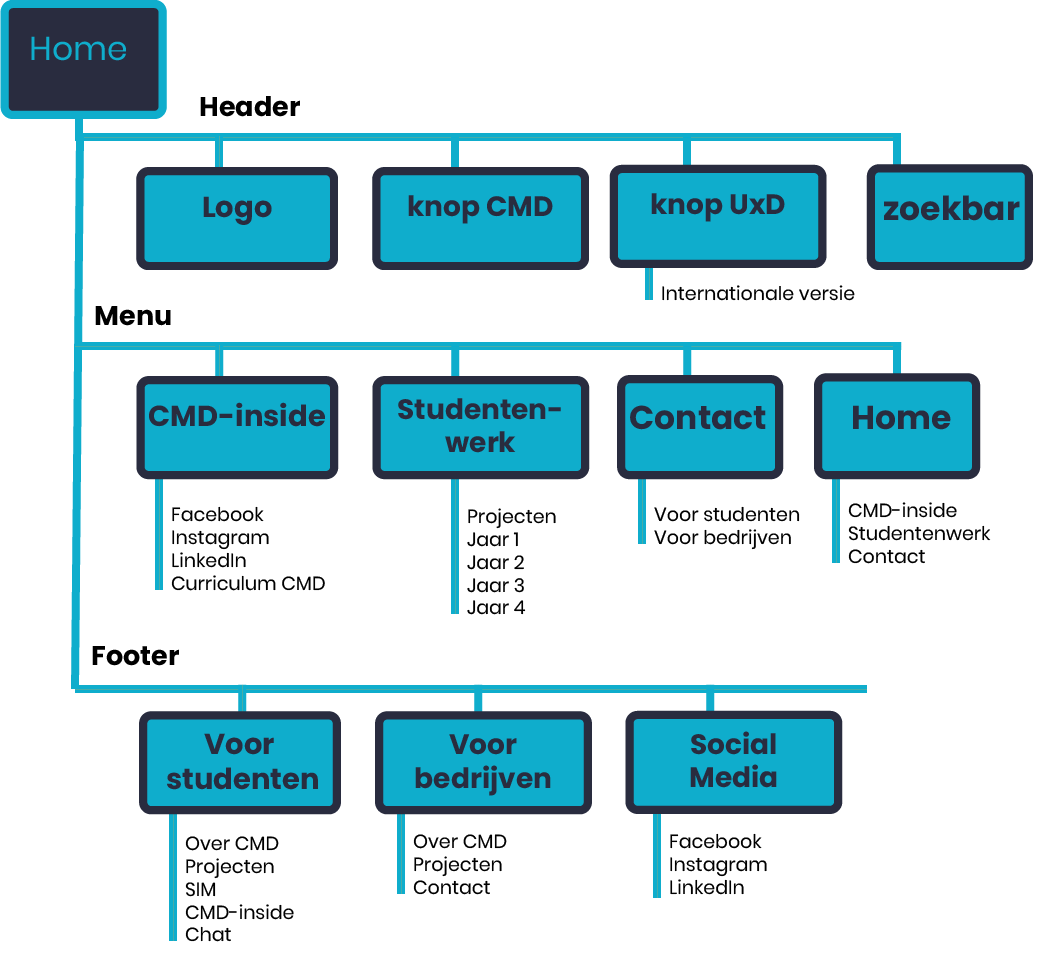 Home
Header
Logo
knop CMD
knop UxD
zoekbar
Internationale versie
Menu
CMD-inside
Studenten-
werk
Contact
Home
Facebook
Instagram
LinkedIn
Curriculum CMD
Projecten
Jaar 1
Jaar 2
Jaar 3
Jaar 4
Voor studenten
Voor bedrijven
CMD-inside
Studentenwerk
Contact
Footer
Voor
studenten
Voor
bedrijven
Social
Media
Over CMD
Projecten
SIM
CMD-inside
Chat
Over CMD
Projecten
Contact
Facebook
Instagram
LinkedIn